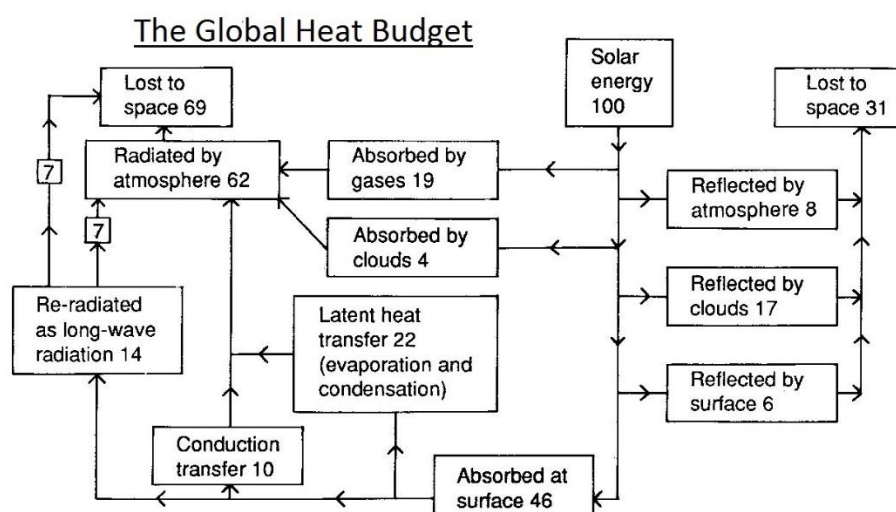 The Global Heat Budget
Solar
energy
100
Lost to
space 69
Lost to
space 31
Radiated by
atmosphere 62
Absorbed by
gases 19
Reflected by
atmosphere 8
7
7
Absorbed by
clouds 4
Re-radiated
as long-wave
radiation 14
Latent heat
transfer 22
(evaporation and
condensation)
Reflected by
clouds 17
Reflected by
surface 6
Conduction
transfer 10
Absorbed at
surface 46